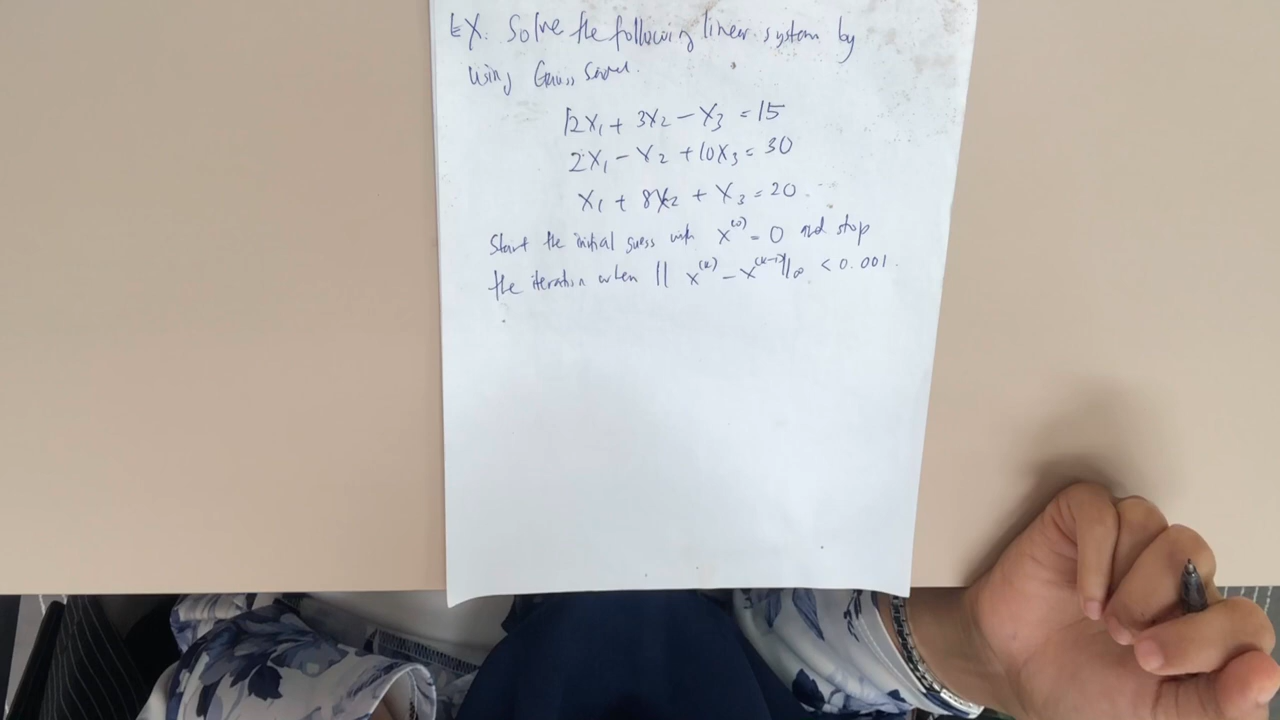 EX. Solve the following linear system by
using Gauss Seidel.
12x₁ + 3x₂ - x₃ = 15
2x₁ - x₂ + 10x₃ = 30
x₁ + 8x₂ + x₃ = 20.
Start the initial guess with x⁽⁰⁾ = 0 and stop
the iteration when || x⁽ᵏ⁾ - x⁽ᵏ⁻¹⁾||∞ < 0.001.